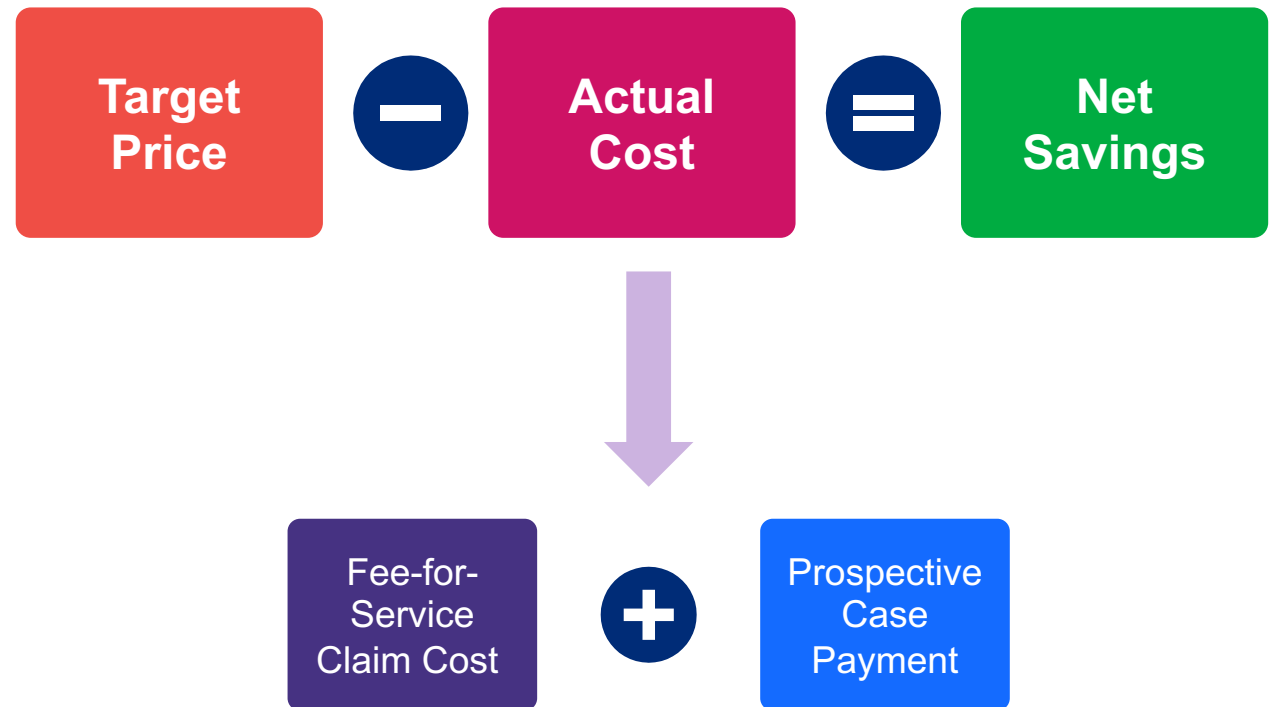 Target
Price
Actual
Cost
Net
Savings
Fee-for-
Service
Claim Cost
Prospective
Case
Payment